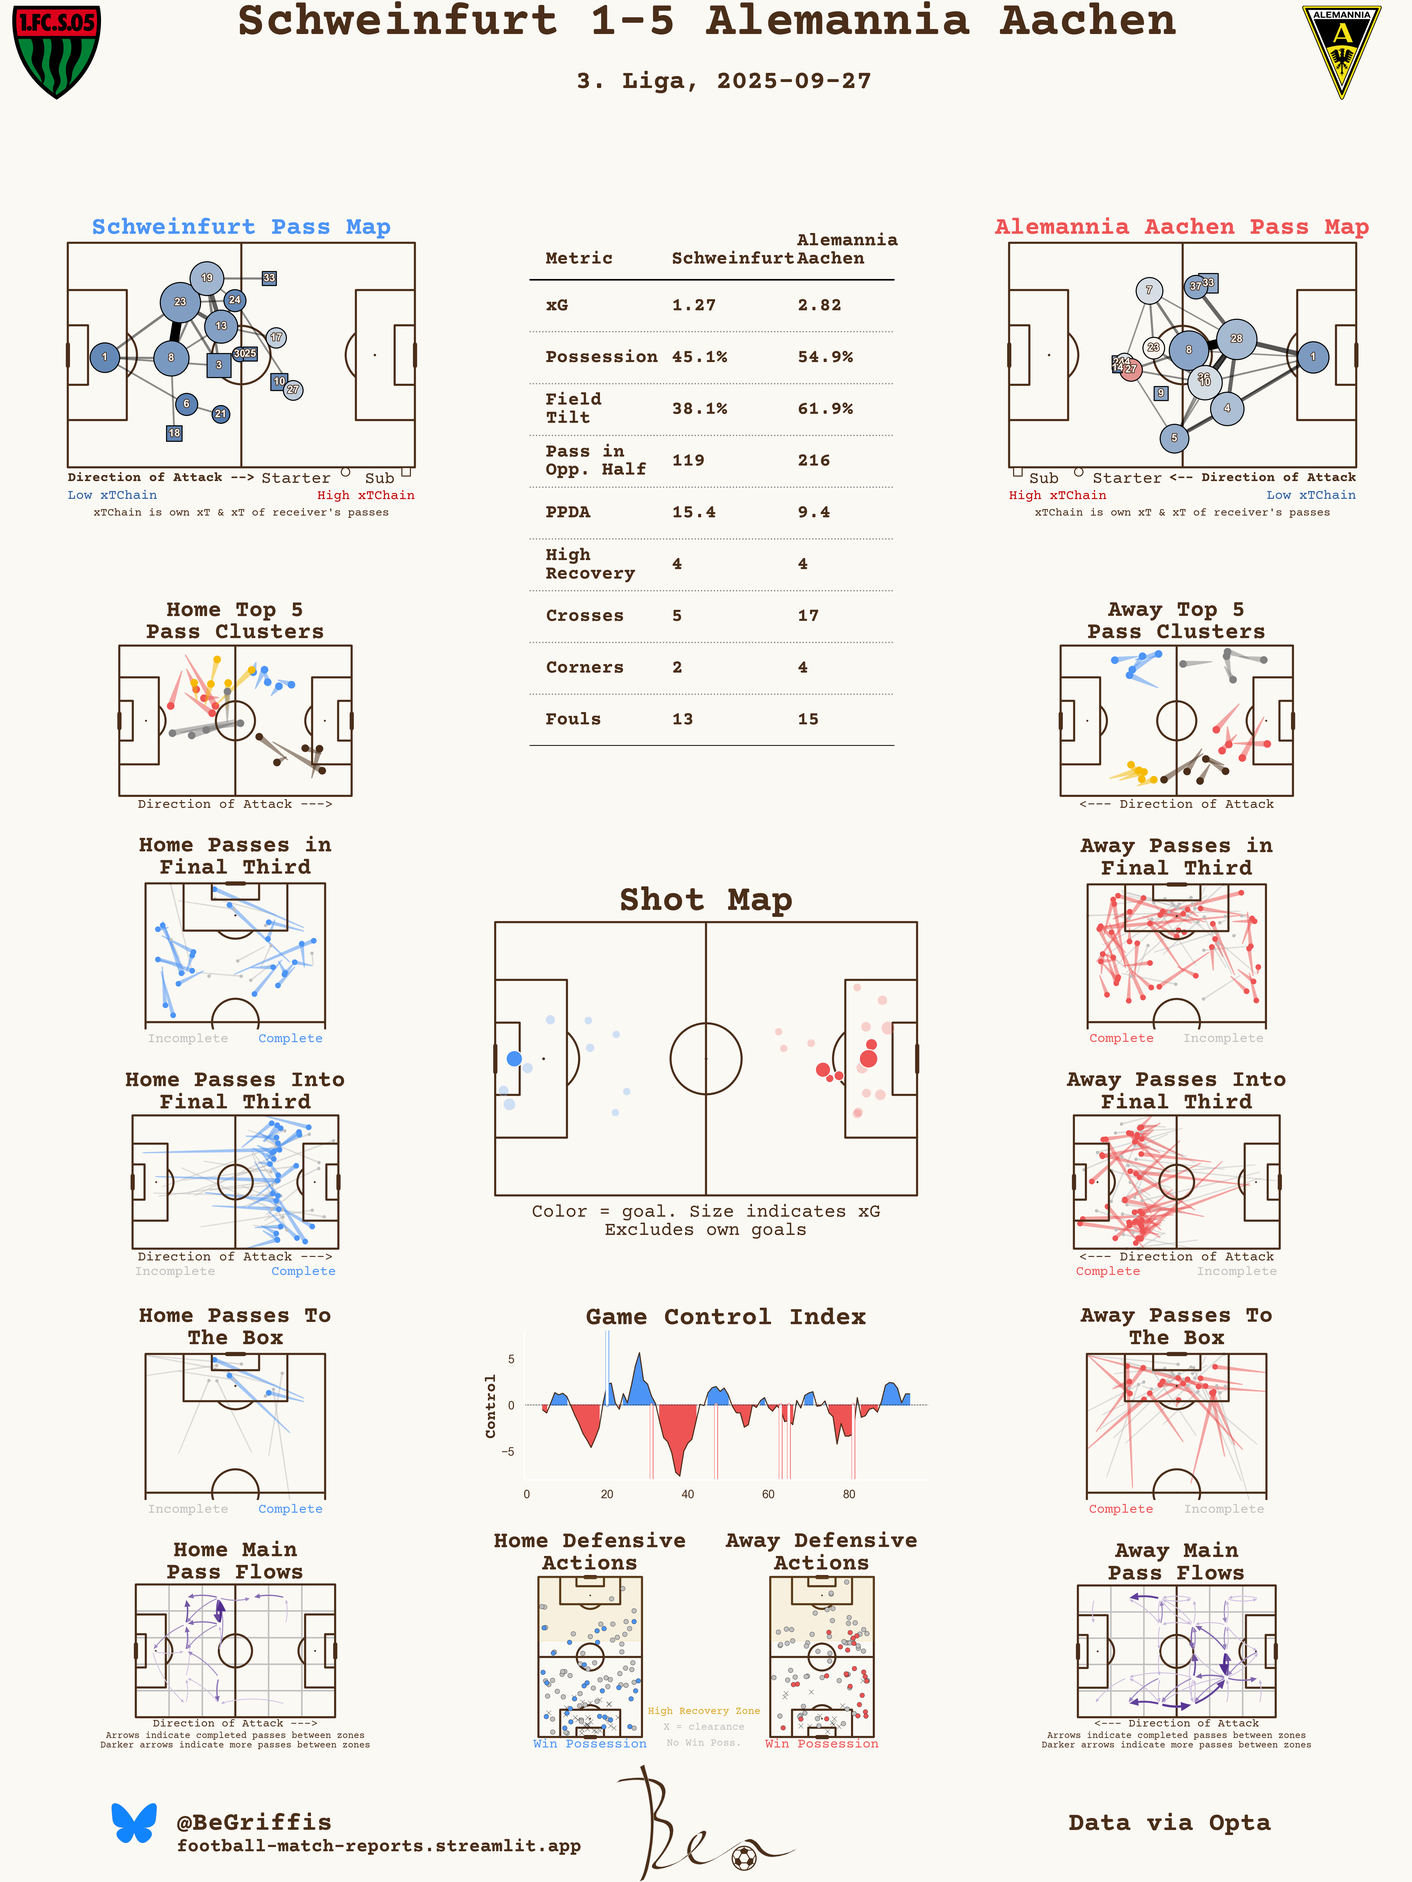 Schweinfurt 1-5 Alemannia Aachen
3. Liga, 2025-09-27
1.FC.S.05
ALEMANNIA
A
Schweinfurt Pass Map
19
33
23
24
13
17
1
8
3
30
25
10
27
6
21
18
Direction of Attack --> Starter Sub
Low xTChain High xTChain
xTChain is own xT & xT of receiver's passes
Metric Schweinfurt Alemannia Aachen
xG 1.27 2.82
Possession 45.1% 54.9%
Field Tilt 38.1% 61.9%
Pass in Opp. Half 119 216
PPDA 15.4 9.4
High Recovery 4 4
Crosses 5 17
Corners 2 4
Fouls 13 15
Alemannia Aachen Pass Map
7
37
33
28
23
8
1
27
10
9
4
5
Sub Starter <-- Direction of Attack
High xTChain Low xTChain
xTChain is own xT & xT of receiver's passes
Home Top 5
Pass Clusters
Direction of Attack --->
Away Top 5
Pass Clusters
<--- Direction of Attack
Home Passes in
Final Third
Incomplete Complete
Away Passes in
Final Third
Complete Incomplete
Shot Map
Color = goal. Size indicates xG
Excludes own goals
Home Passes Into
Final Third
Direction of Attack --->
Incomplete Complete
Away Passes Into
Final Third
<--- Direction of Attack
Complete Incomplete
Home Passes To
The Box
Incomplete Complete
Game Control Index
Control
5
0
−5
0 20 40 60 80
Away Passes To
The Box
Complete Incomplete
Home Main
Pass Flows
Direction of Attack --->
Arrows indicate completed passes between zones
Darker arrows indicate more passes between zones
Home Defensive
Actions
Win Possession
High Recovery Zone
X = clearance
No Win Poss.
Away Defensive
Actions
Win Possession
Away Main
Pass Flows
<--- Direction of Attack
Arrows indicate completed passes between zones
Darker arrows indicate more passes between zones
@BeGriffis
football-match-reports.streamlit.app
Ben
Data via Opta